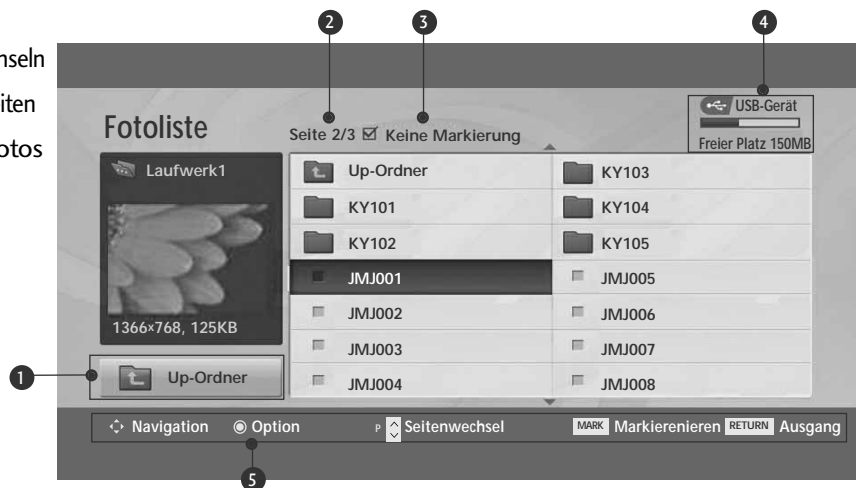 2 3 4
nseln
iten
otos
USB-Gerät
Freier Platz 150MB
Fotoliste
Seite 2/3 Keine Markierung
Laufwerk1
1366×768, 125KB
Up-Ordner KY103
KY101 KY104
KY102 KY105
JMJ001 JMJ005
JMJ002 JMJ006
JMJ003 JMJ007
JMJ004 JMJ008
1 Up-Ordner
Navigation Option P Seitenwechsel MARK Markierenieren RETURN Ausgang
5